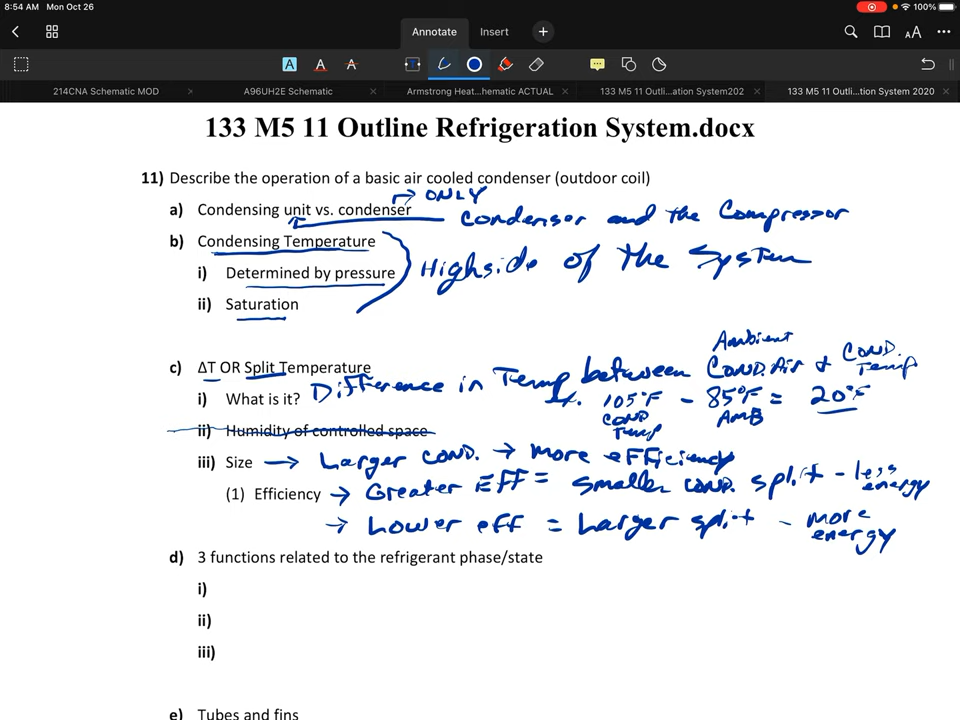 8:54 AM Mon Oct 26
100%
Annotate Insert
A A A
AA
214CNA Schematic MOD
A96UH2E Schematic
Armstrong Heat...hematic ACTUAL
133 M5 11 Outli...ation System202
133 M5 11 Outli...tion System 2020
133 M5 11 Outline Refrigeration System.docx
11) Describe the operation of a basic air cooled condenser (outdoor coil)
→ ONLY
a) Condensing unit vs. condenser
Condenser and the Compressor
b) Condensing Temperature
i) Determined by pressure
Highside of the System
ii) Saturation
c) ΔT OR Split Temperature
Difference in Temp between Ambient COND. Air + COND. Temp
i) What is it?
105°F - 85°F = 20°F
COND Temp
AMB
ii) Humidity of controlled space
iii) Size → Larger COND. → More efficiency
(1) Efficiency → Greater Eff = smaller COND. split - less energy
→ Lower eff = Larger split - more energy
d) 3 functions related to the refrigerant phase/state
i)
ii)
iii)
e) Tubes and fins